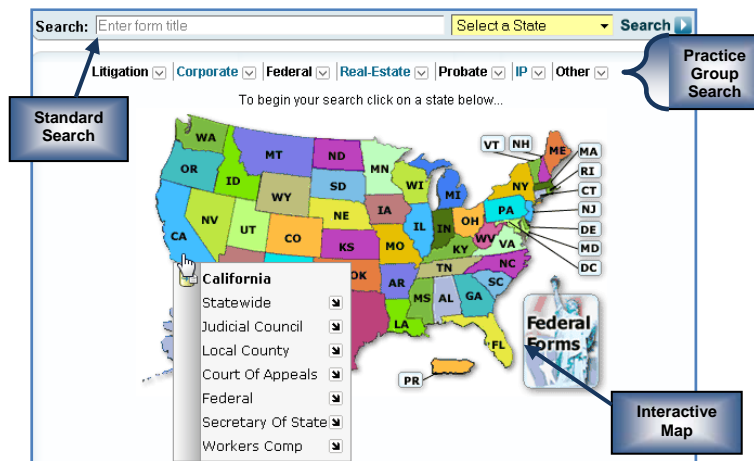 Search: Enter form title Select a State Search
Practice
Group
Search
Litigation Corporate Federal Real-Estate Probate IP Other
Standard
Search
To begin your search click on a state below...
WA
MT
ND
MN
VT
NH
ME
MA
OR
ID
SD
WI
MI
NY
RI
WY
CT
NV
UT
NE
IA
IL
IN
OH
PA
NJ
CA
CO
KS
MO
KY
WV
VA
DE
MD
OK
AR
TN
NC
DC
MS
AL
GA
SC
LA
FL
PR
California
Statewide
Judicial Council
Local County
Court Of Appeals
Federal
Secretary Of State
Workers Comp
Federal
Forms
Interactive
Map